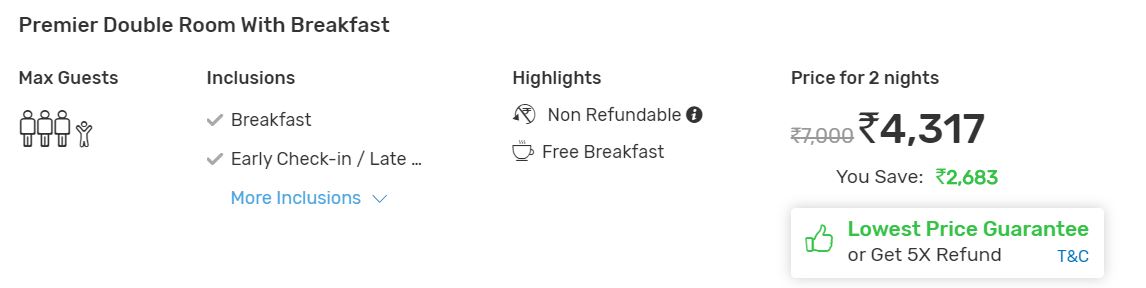 Premier Double Room With Breakfast
Max Guests
Inclusions
Breakfast
Early Check-in / Late ...
More Inclusions
Highlights
Non Refundable
Free Breakfast
Price for 2 nights
₹7,000 ₹4,317
You Save: ₹2,683
Lowest Price Guarantee
or Get 5X Refund T&C